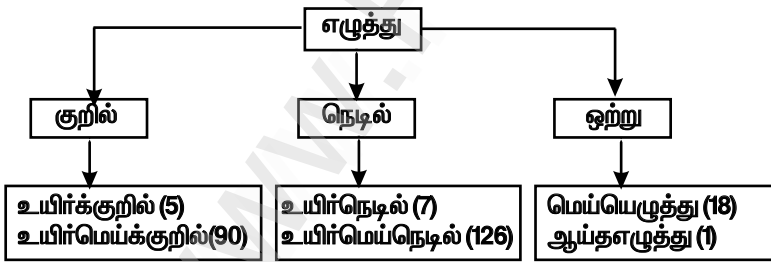 எழுத்து
குறில்
நெடில்
ஒற்று
உயிர்க்குறில் (5)
உயிர்மெய்க்குறில்(90)
உயிர்நெடில் (7)
உயிர்மெய்நெடில் (126)
மெய்யெழுத்து (18)
ஆய்தஎழுத்து (1)